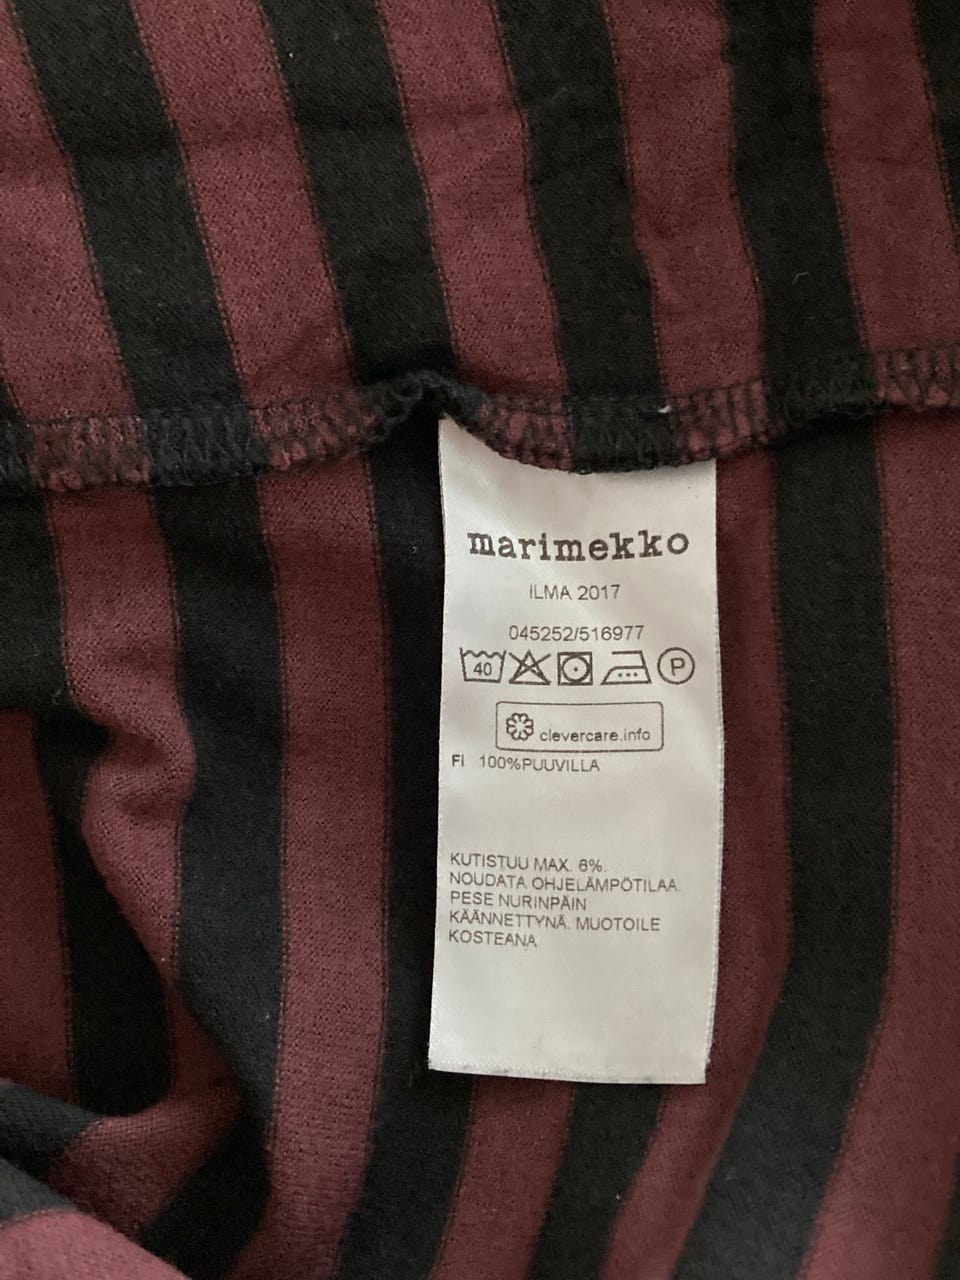 marimekko
ILMA 2017
045252/516977
40 P
clevercare.info
FI 100%PUUVILLA
KUTISTUU MAX. 6%.
NOUDATA OHJELÄMPÖTILAA.
PESE NURINPÄIN
KÄÄNNETTYNÄ. MUOTOILE
KOSTEANA.